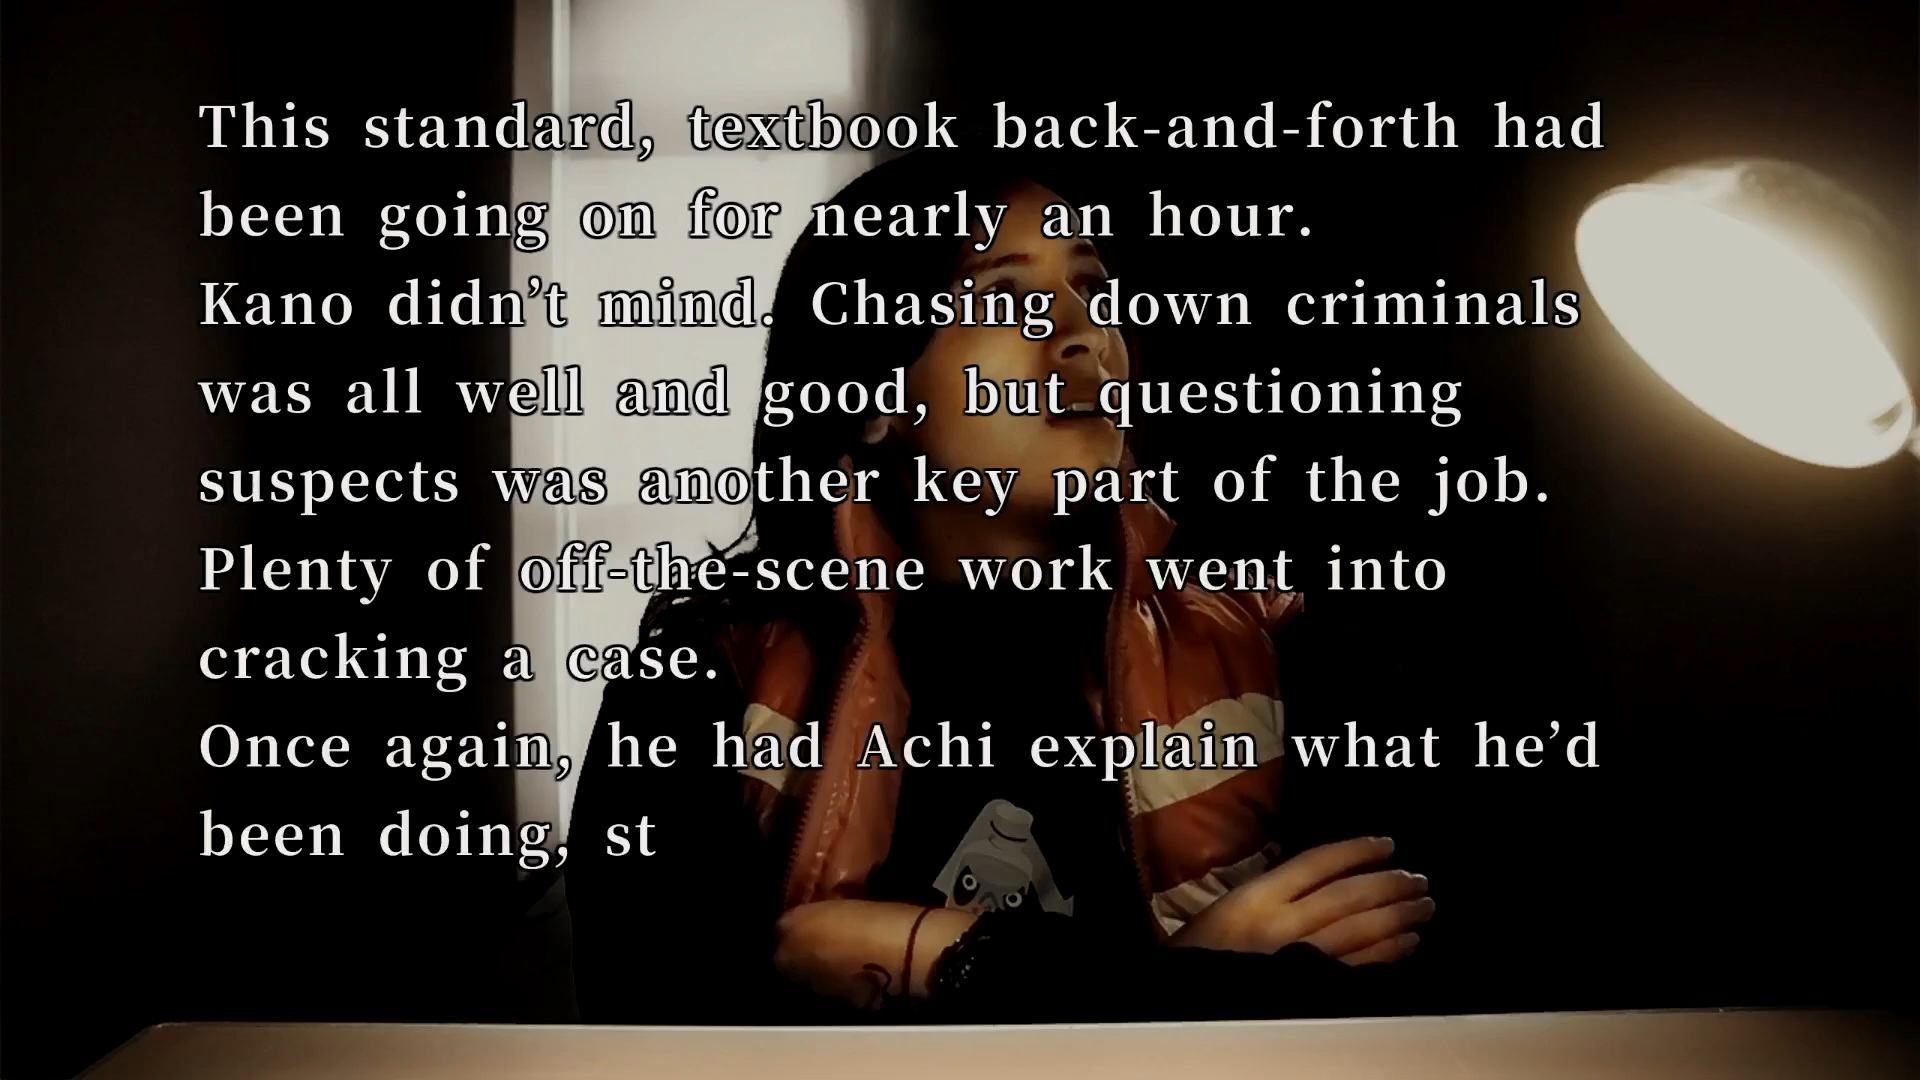 This standard, textbook back-and-forth had
been going on for nearly an hour.
Kano didn’t mind. Chasing down criminals
was all well and good, but questioning
suspects was another key part of the job.
Plenty of off-the-scene work went into
cracking a case.
Once again, he had Achi explain what he’d
been doing, st